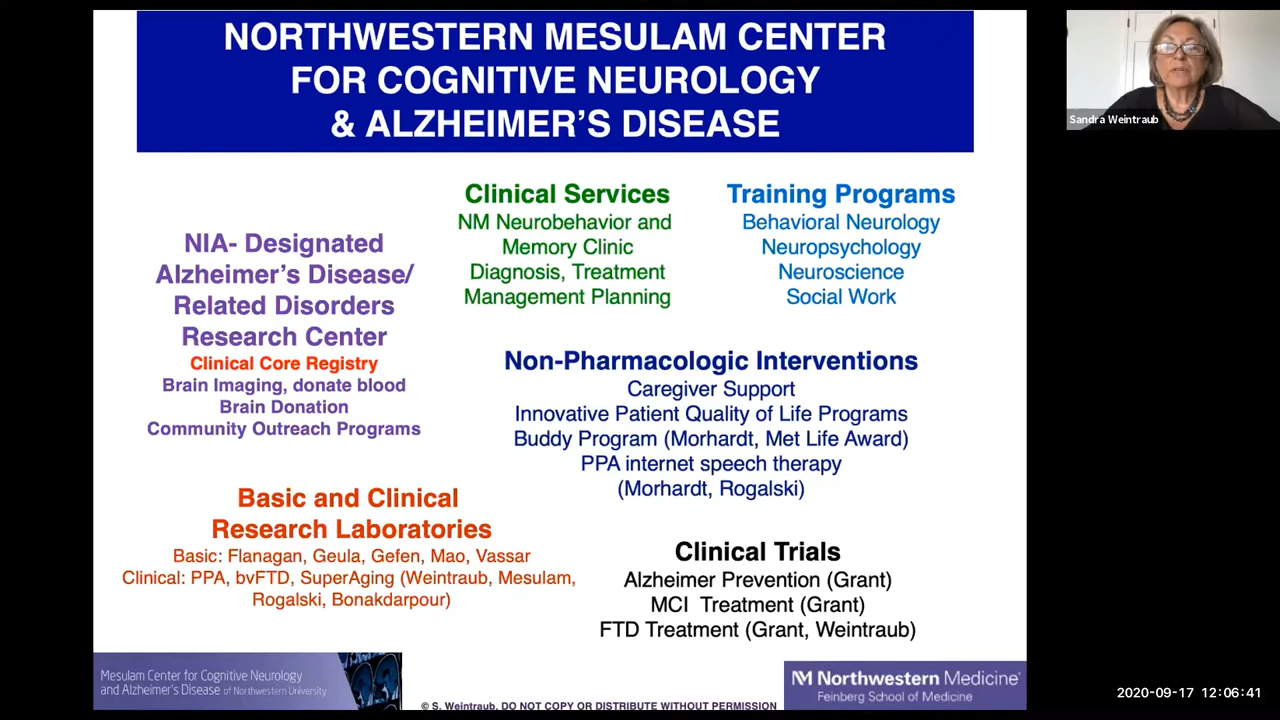 NORTHWESTERN MESULAM CENTER
FOR COGNITIVE NEUROLOGY
& ALZHEIMER'S DISEASE
Sandra Weintraub
NIA- Designated
Alzheimer's Disease/
Related Disorders
Research Center
Clinical Core Registry
Brain Imaging, donate blood
Brain Donation
Community Outreach Programs
Clinical Services
NM Neurobehavior and
Memory Clinic
Diagnosis, Treatment
Management Planning
Training Programs
Behavioral Neurology
Neuropsychology
Neuroscience
Social Work
Non-Pharmacologic Interventions
Caregiver Support
Innovative Patient Quality of Life Programs
Buddy Program (Morhardt, Met Life Award)
PPA internet speech therapy
(Morhardt, Rogalski)
Basic and Clinical
Research Laboratories
Basic: Flanagan, Geula, Gefen, Mao, Vassar
Clinical: PPA, bvFTD, SuperAging (Weintraub, Mesulam,
Rogalski, Bonakdarpour)
Clinical Trials
Alzheimer Prevention (Grant)
MCI Treatment (Grant)
FTD Treatment (Grant, Weintraub)
Mesulam Center for Cognitive Neurology
and Alzheimer's Disease of Northwestern University
© S. Weintraub, DO NOT COPY OR DISTRIBUTE WITHOUT PERMISSION
NM Northwestern Medicine®
Feinberg School of Medicine
2020-09-17 12:06:41